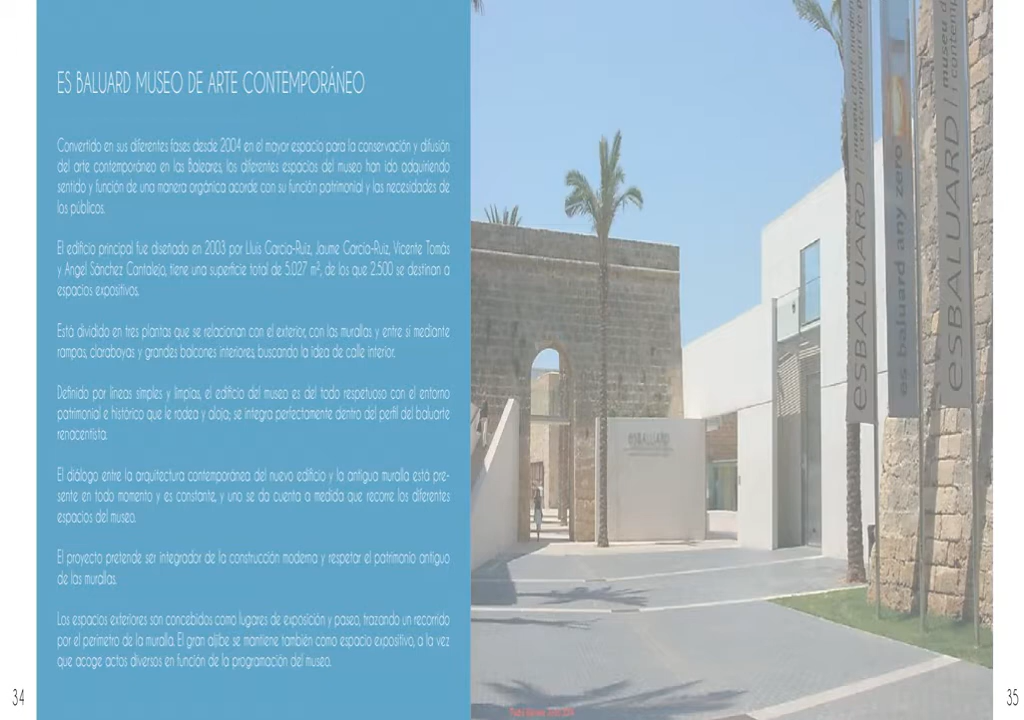 ES BALUARD MUSEO DE ARTE CONTEMPORÁNEO
Convertido en sus diferentes fases desde 2004 en el mayor espacio para la conservación y difusión
del arte contemporáneo en las Baleares, los diferentes espacios del museo han ido adquiriendo
sentido y función de una manera orgánica acorde con su función patrimonial y las necesidades de
los públicos.
El edificio principal fue diseñado en 2003 por Lluís García-Ruiz, Jaume García-Ruiz, Vicente Tomás
y Angel Sánchez Cantalejo, tiene una superficie total de 5.027 m², de los que 2.500 se destinan a
espacios expositivos.
Está dividido en tres plantas que se relacionan con el exterior, con las murallas y entre sí mediante
rampas, claraboyas y grandes balcones interiores, buscando la idea de calle interior.
Definido por líneas simples y limpias, el edificio del museo es del todo respetuoso con el entorno
patrimonial e histórico que le rodea y aloja; se integra perfectamente dentro del perfil del baluarte
renacentista.
El diálogo entre la arquitectura contemporánea del nuevo edificio y la antigua muralla está pre-
sente en todo momento y es constante, y uno se da cuenta a medida que recorre los diferentes
espacios del museo.
El proyecto pretende ser integrador de la construcción moderna y respetar el patrimonio antiguo
de las murallas.
Los espacios exteriores son concebidos como lugares de exposición y paseo, trazando un recorrido
por el perímetro de la muralla. El gran aljibe se mantiene también como espacio expositivo, a la vez
que acoge actos diversos en función de la programación del museo.
34
esBALUARD
esBALUARD | museu d'art modern
i contemporani de p
es baluard any zero
esBALUARD | museu d
i contemp
35